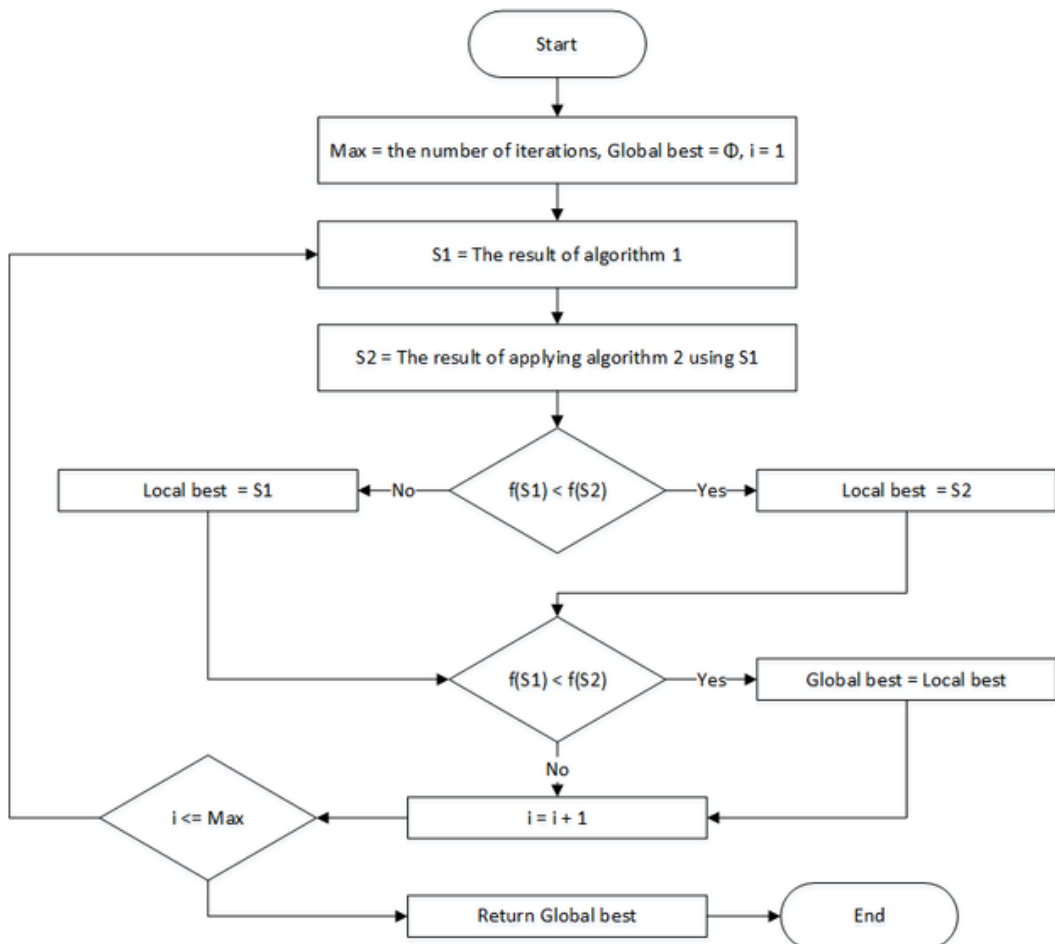 Start
Max = the number of iterations, Global best = Φ, i = 1
S1 = The result of algorithm 1
S2 = The result of applying algorithm 2 using S1
Local best = S1
No
f(S1) < f(S2)
Yes
Local best = S2
f(S1) < f(S2)
Yes
Global best = Local best
No
i <= Max
i = i + 1
Return Global best
End